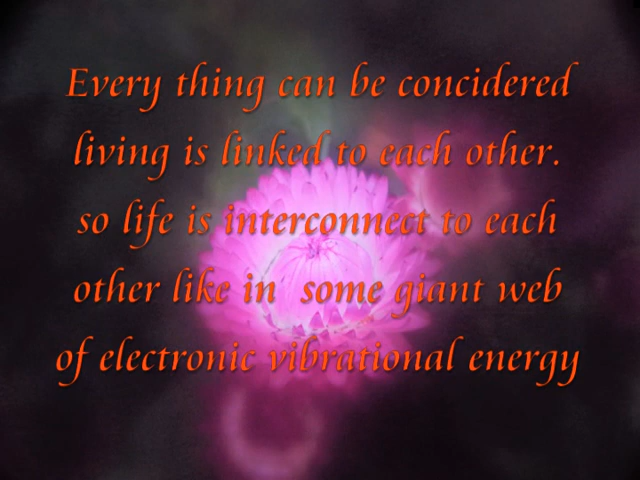 Every thing can be concidered
living is linked to each other.
so life is interconnect to each
other like in some giant web
of electronic vibrational energy